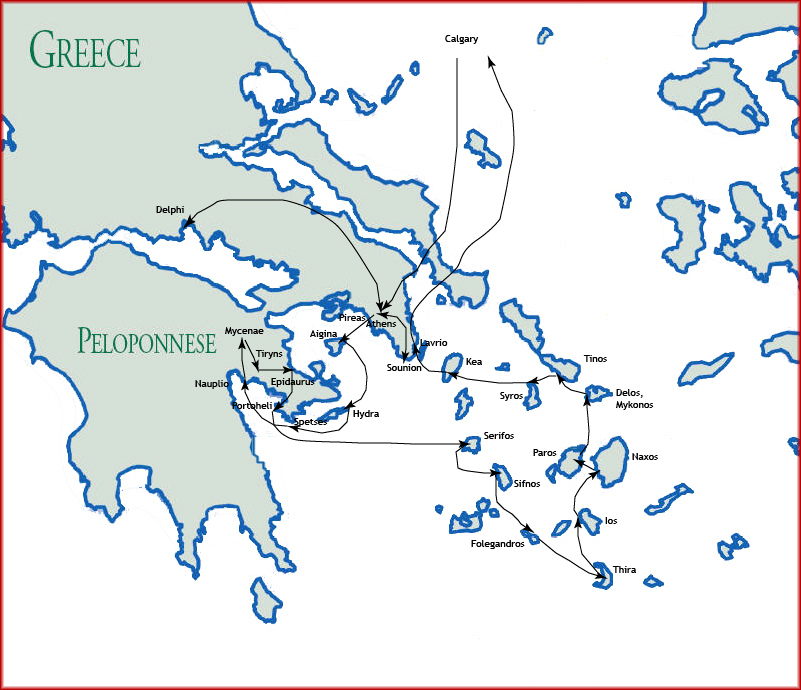 Calgary
GREECE
Delphi
Pireas
Athens
Mycenae
Aigina
PELOPONNESE
Lavrio
Tiryns
Tinos
Kea
Sounion
Nauplio
Epidaurus
Delos,
Mykonos
Syros
Portoheli
Hydra
Spetses
Serifos
Paros
Naxos
Sifnos
Ios
Folegandros
Thira